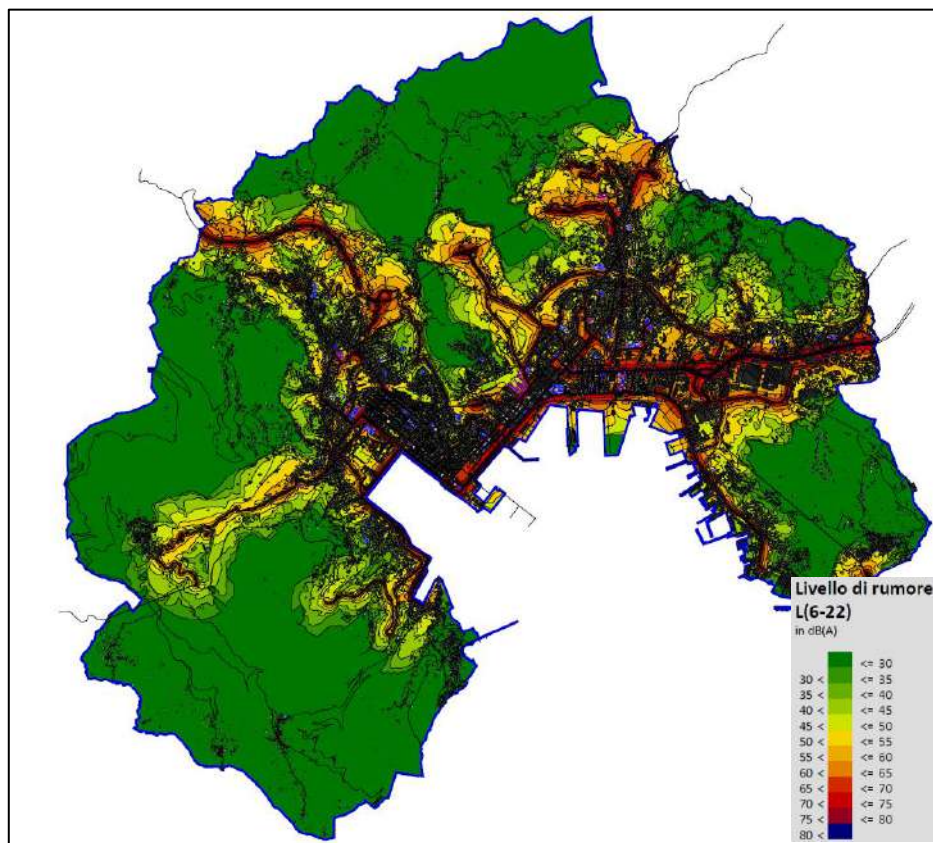 Livello di rumore
L(6-22)
in dB(A)
<= 30
30 < <= 35
35 < <= 40
40 < <= 45
45 < <= 50
50 < <= 55
55 < <= 60
60 < <= 65
65 < <= 70
70 < <= 75
75 < <= 80
80 <